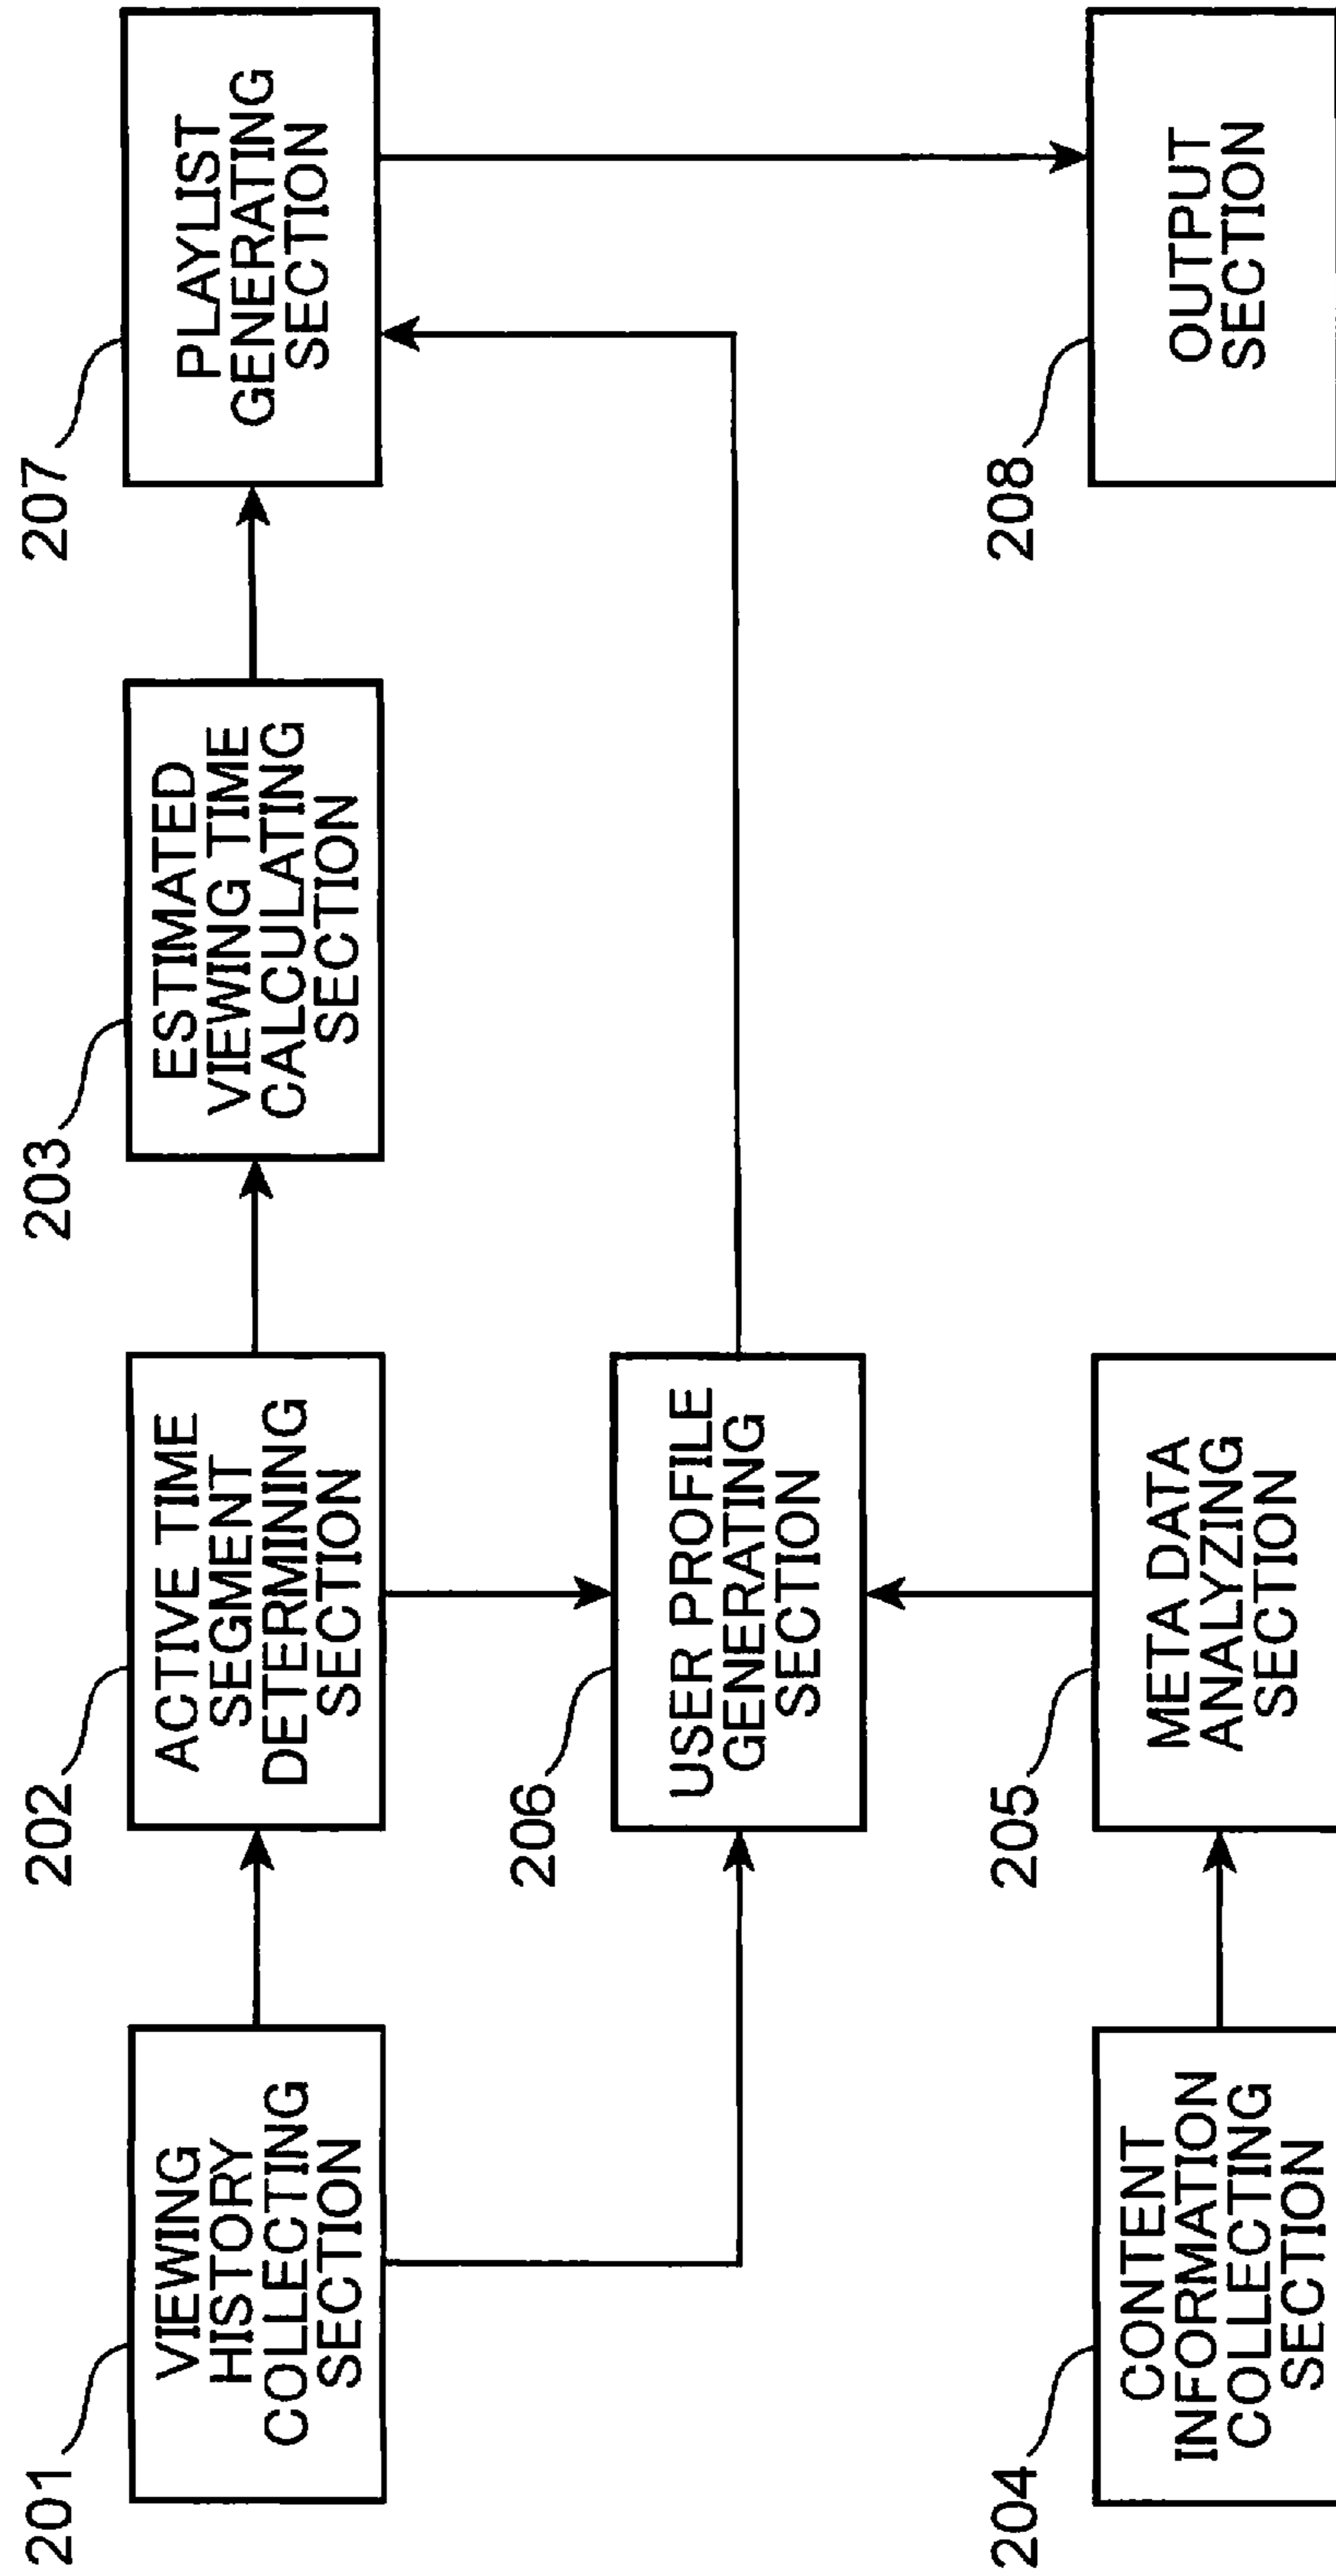 201
VIEWING
HISTORY
COLLECTING
SECTION
202
ACTIVE TIME
SEGMENT
DETERMINING
SECTION
203
ESTIMATED
VIEWING TIME
CALCULATING
SECTION
207
PLAYLIST
GENERATING
SECTION
206
USER PROFILE
GENERATING
SECTION
204
CONTENT
INFORMATION
COLLECTING
SECTION
205
META DATA
ANALYZING
SECTION
208
OUTPUT
SECTION